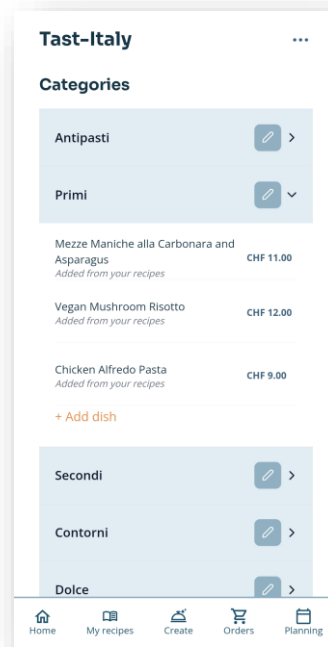 Tast-Italy
Categories
Antipasti
Primi
Mezze Maniche alla Carbonara and
Asparagus
CHF 11.00
Added from your recipes
Vegan Mushroom Risotto
CHF 12.00
Added from your recipes
Chicken Alfredo Pasta
CHF 9.00
Added from your recipes
+ Add dish
Secondi
Contorni
Dolce
Home My recipes Create Orders Planning